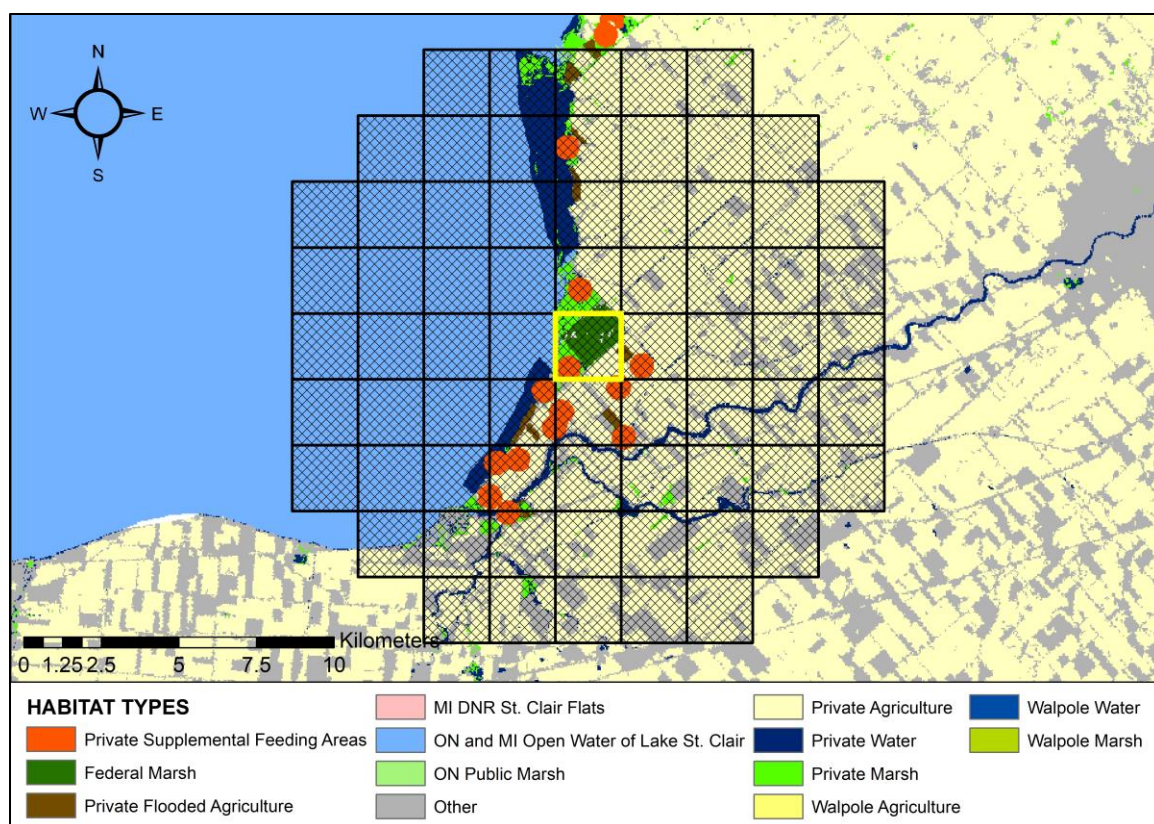 N
W E
S
Kilometers
0 1.25 2.5 5 7.5 10
HABITAT TYPES
Private Supplemental Feeding Areas
Federal Marsh
Private Flooded Agriculture
MI DNR St. Clair Flats
ON and MI Open Water of Lake St. Clair
ON Public Marsh
Other
Private Agriculture
Private Water
Private Marsh
Walpole Agriculture
Walpole Water
Walpole Marsh